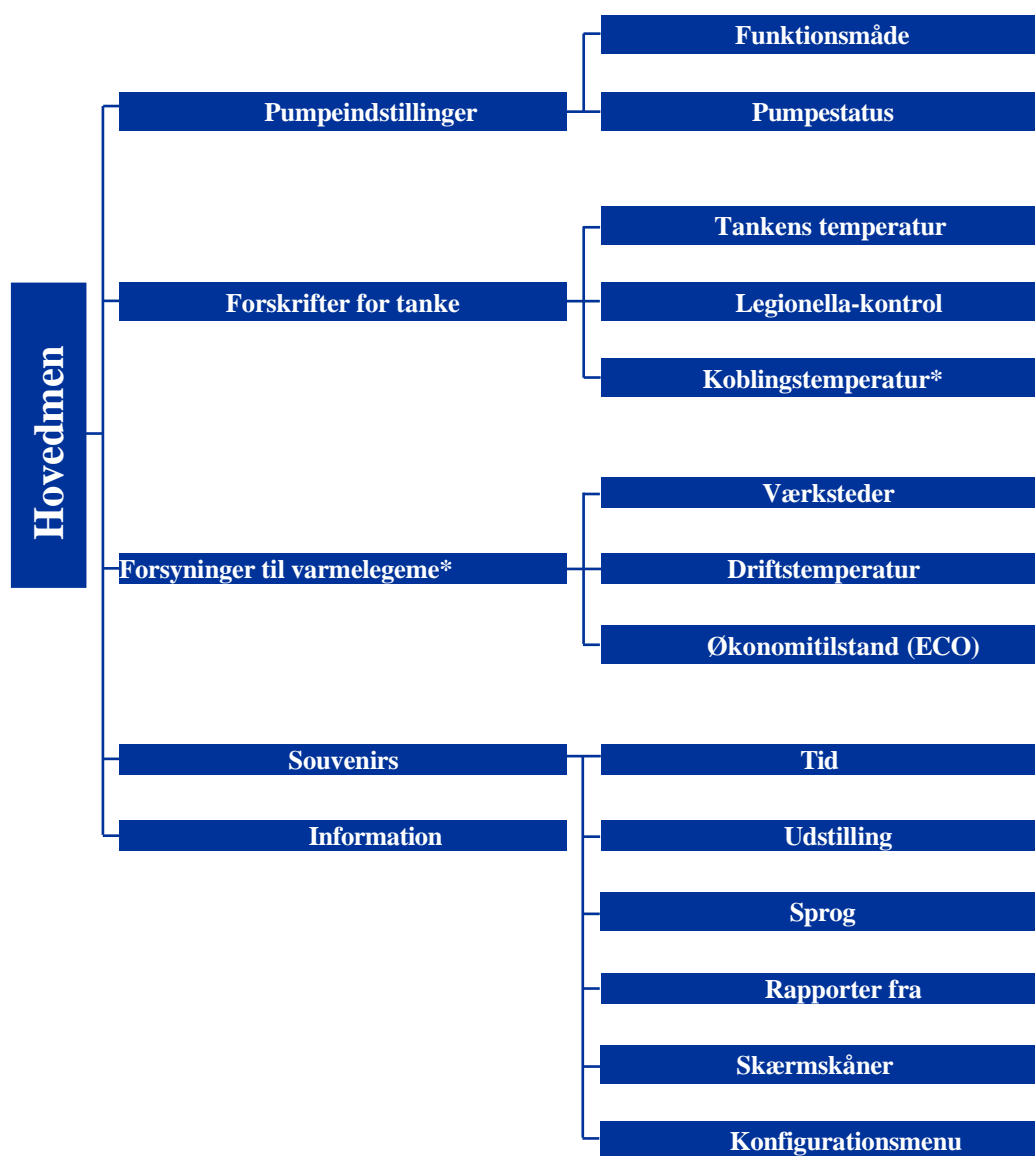 Hovedmen
Pumpeindstillinger
Funktionsmåde
Pumpestatus
Forskrifter for tanke
Tankens temperatur
Legionella-kontrol
Koblingstemperatur*
Forsyninger til varmelegeme*
Værksteder
Driftstemperatur
Økonomitilstand (ECO)
Souvenirs
Tid
Udstilling
Sprog
Rapporter fra
Skærmskåner
Konfigurationsmenu
Information